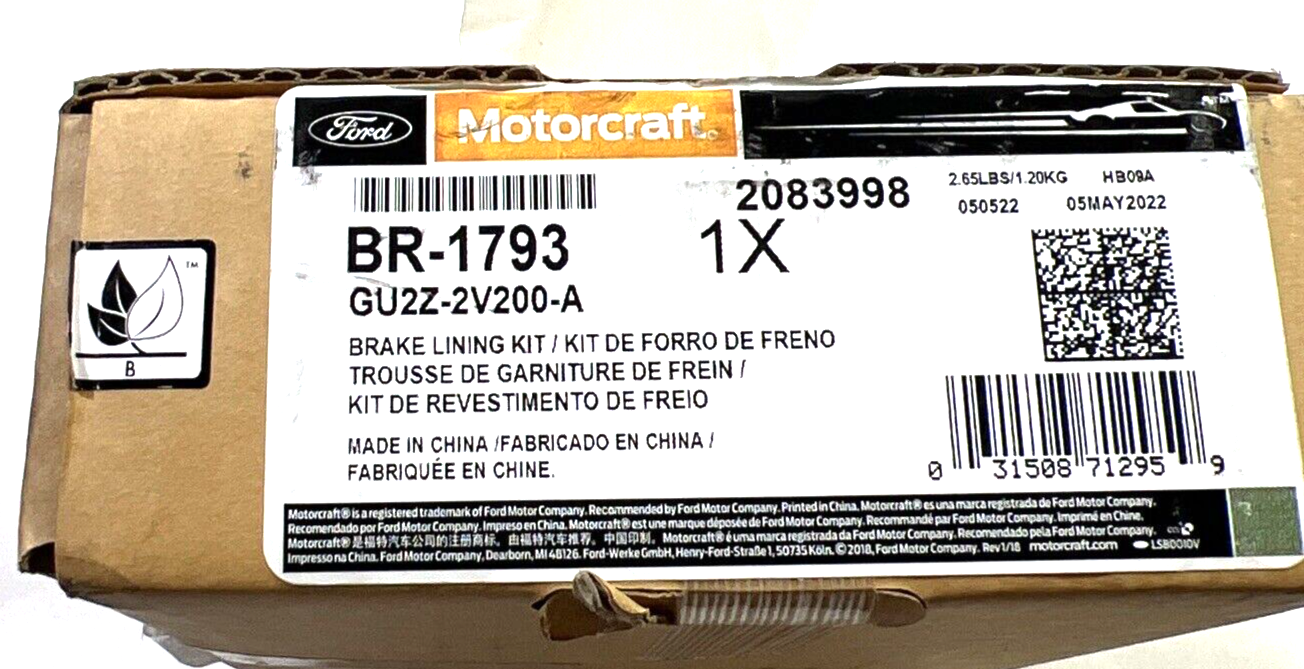 Ford
Motorcraft®
TM
2083998
2.65LBS/1.20KG HB09A
050522 05MAY2022
BR-1793 1X
GU2Z-2V200-A
BRAKE LINING KIT / KIT DE FORRO DE FRENO
TROUSSE DE GARNITURE DE FREIN /
KIT DE REVESTIMENTO DE FREIO
MADE IN CHINA /FABRICADO EN CHINA /
FABRIQUÉE EN CHINE.
TM
B
0 31508 71295 9
Motorcraft® is a registered trademark of Ford Motor Company. Recommended by Ford Motor Company. Printed in China. Motorcraft® es una marca registrada de Ford Motor Company.
Recomendado por Ford Motor Company. Impreso en China. Motorcraft® est une marque déposée de Ford Motor Company. Recommandé par Ford Motor Company. Imprimé en Chine.
Motorcraft® 是福特汽车公司的注册商标。由福特汽车推荐。中国印制。Motorcraft® é uma marca registrada da Ford Motor Company. Recomendado pela Ford Motor Company.
Impresso na China. Ford Motor Company, Dearborn, MI 48126. Ford-Werke GmbH, Henry-Ford-Straße 1, 50735 Köln. © 2018, Ford Motor Company. Rev 1/18 motorcraft.com LSB0010V